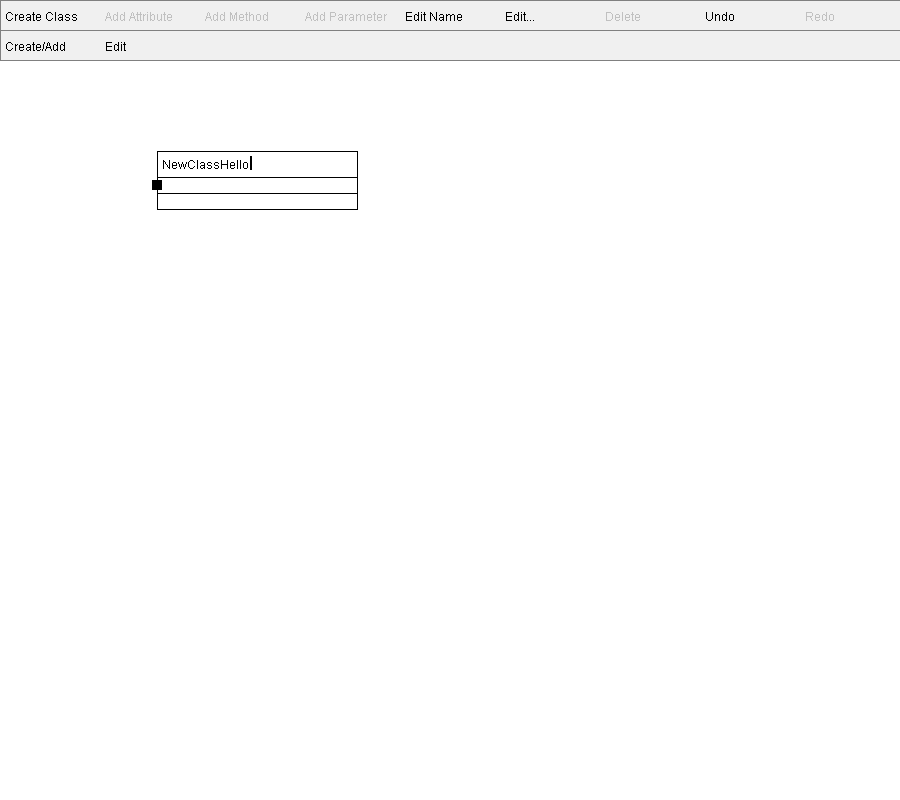 Create Class Add Attribute Add Method Add Parameter Edit Name Edit... Delete Undo Redo
Create/Add Edit
NewClassHello